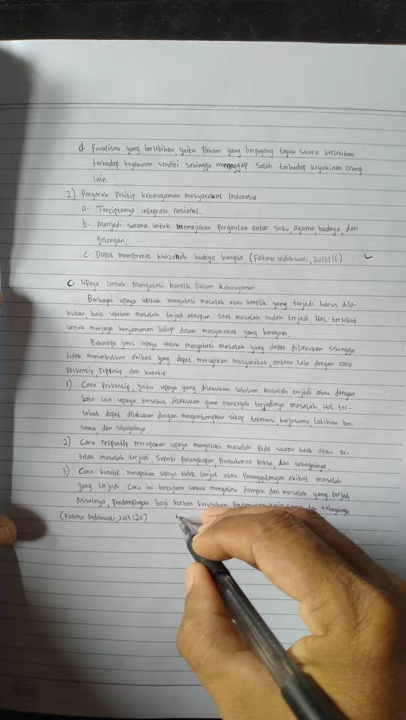 d. Fanatisme yang berlebihan, yaitu Paham yang berpegang teguh secara berlebihan
terhadap keyakinan sendiri sehingga menganggap salah terhadap keyakinan orang
lain.
2) Pengaruh Positif keberagaman masyarakat Indonesia
a. Terciptanya integrasi nasional.
b. Menjadi sarana untuk memajukan Pergaulan antar suku, agama, budaya, dan
golongan.
c. Dapat memperkaya khazanah budaya bangsa (Fatma Indahwati, 2013:16)
C. Upaya Untuk Mengatasi Konflik Dalam Keberagaman
Berbagai upaya untuk mengatasi masalah atau konflik yang terjadi harus dila-
kukan baik sebelum masalah terjadi ataupun saat masalah sudah terjadi. Hal tersebut
untuk menjaga kenyamanan hidup dalam masyarakat yang beragam.
Beberapa jenis upaya untuk mengatasi masalah yang dapat dilakukan sehingga
tidak menimbulkan akibat yang dapat merugikan masyarakat, antara lain dengan cara
Preventif, represif dan kuratif
1) Cara Preventif, yaitu upaya yang dilakukan sebelum masalah terjadi atau dengan
kata lain upaya tersebut dilakukan guna mencegah terjadinya masalah. Hal ter-
sebut dapat dilakukan dengan mengembangkan sikap toleransi kerjasama latihan ber-
sama dan sebagainya.
2) Cara merupakan upaya mengatasi masalah Pada suatu saat atau se-
telah masalah terjadi. Seperti Penangkapan, Pembubaran Paksa dan sebagainya.
3) Cara kuratif merupakan upaya tindak lanjut atau Penanggulangan akibat masalah
yang terjadi. Cara ini bertujuan untuk mengatasi dampak dari masalah yang terjadi
Misalnya, Pendampingan bagi korban kerusuhan sebagainya
(Fatma Indahwati, 2013:20)